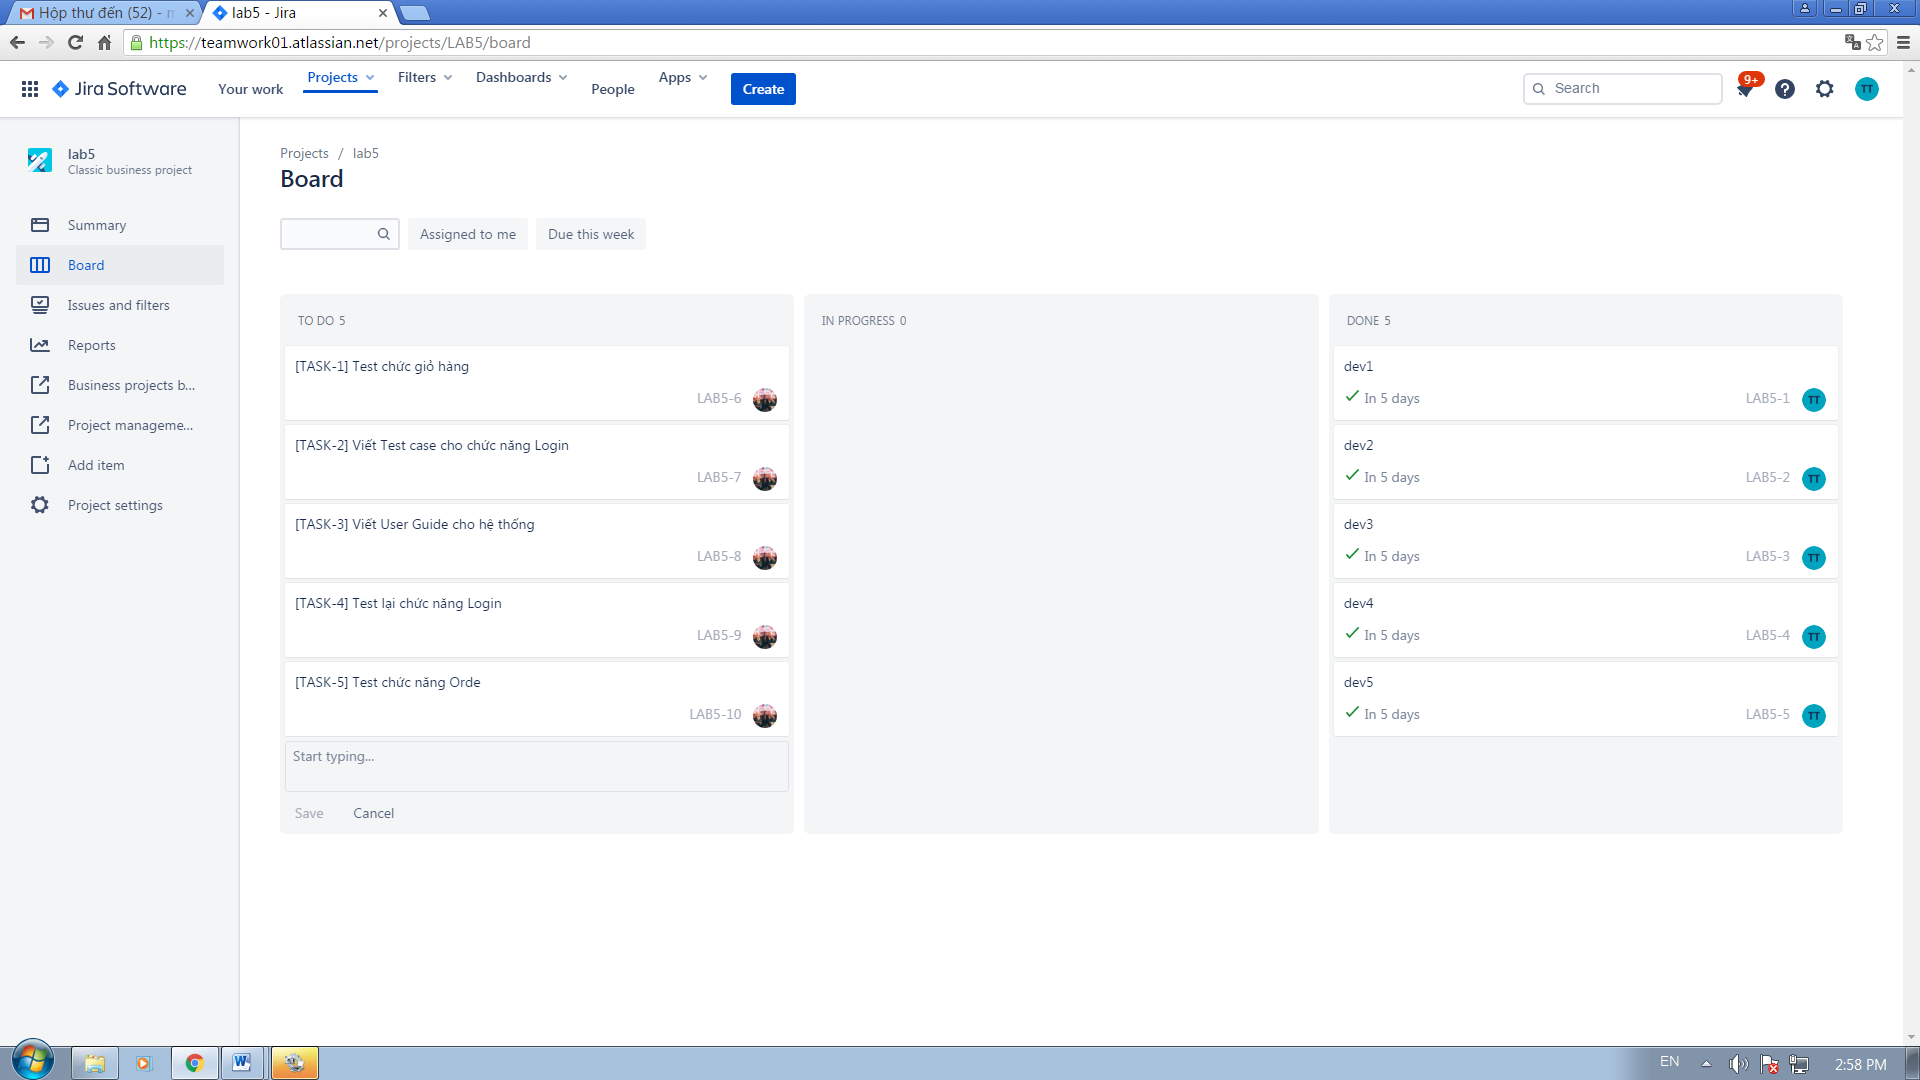 Hộp thư đến (52) -
lab5 - Jira
https://teamwork01.atlassian.net/projects/LAB5/board
Jira Software
Your work
Projects
Filters
Dashboards
People
Apps
Create
Search
9+
TT
lab5
Classic business project
Summary
Board
Issues and filters
Reports
Business projects b...
Project manageme...
Add item
Project settings
Projects / lab5
Board
Assigned to me
Due this week
TO DO 5
[TASK-1] Test chức giỏ hàng
LAB5-6
[TASK-2] Viết Test case cho chức năng Login
LAB5-7
[TASK-3] Viết User Guide cho hệ thống
LAB5-8
[TASK-4] Test lại chức năng Login
LAB5-9
[TASK-5] Test chức năng Orde
LAB5-10
Start typing...
Save
Cancel
IN PROGRESS 0
DONE 5
dev1
In 5 days
LAB5-1
TT
dev2
In 5 days
LAB5-2
TT
dev3
In 5 days
LAB5-3
TT
dev4
In 5 days
LAB5-4
TT
dev5
In 5 days
LAB5-5
TT
EN
2:58 PM